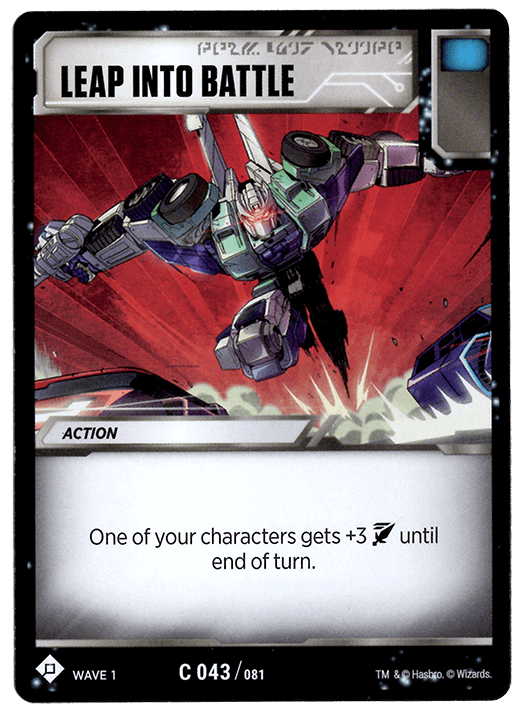 LEAP INTO BATTLE
ACTION
One of your characters gets +3 until
end of turn.
WAVE 1
C 043 / 081
TM & © Hasbro. © Wizards.